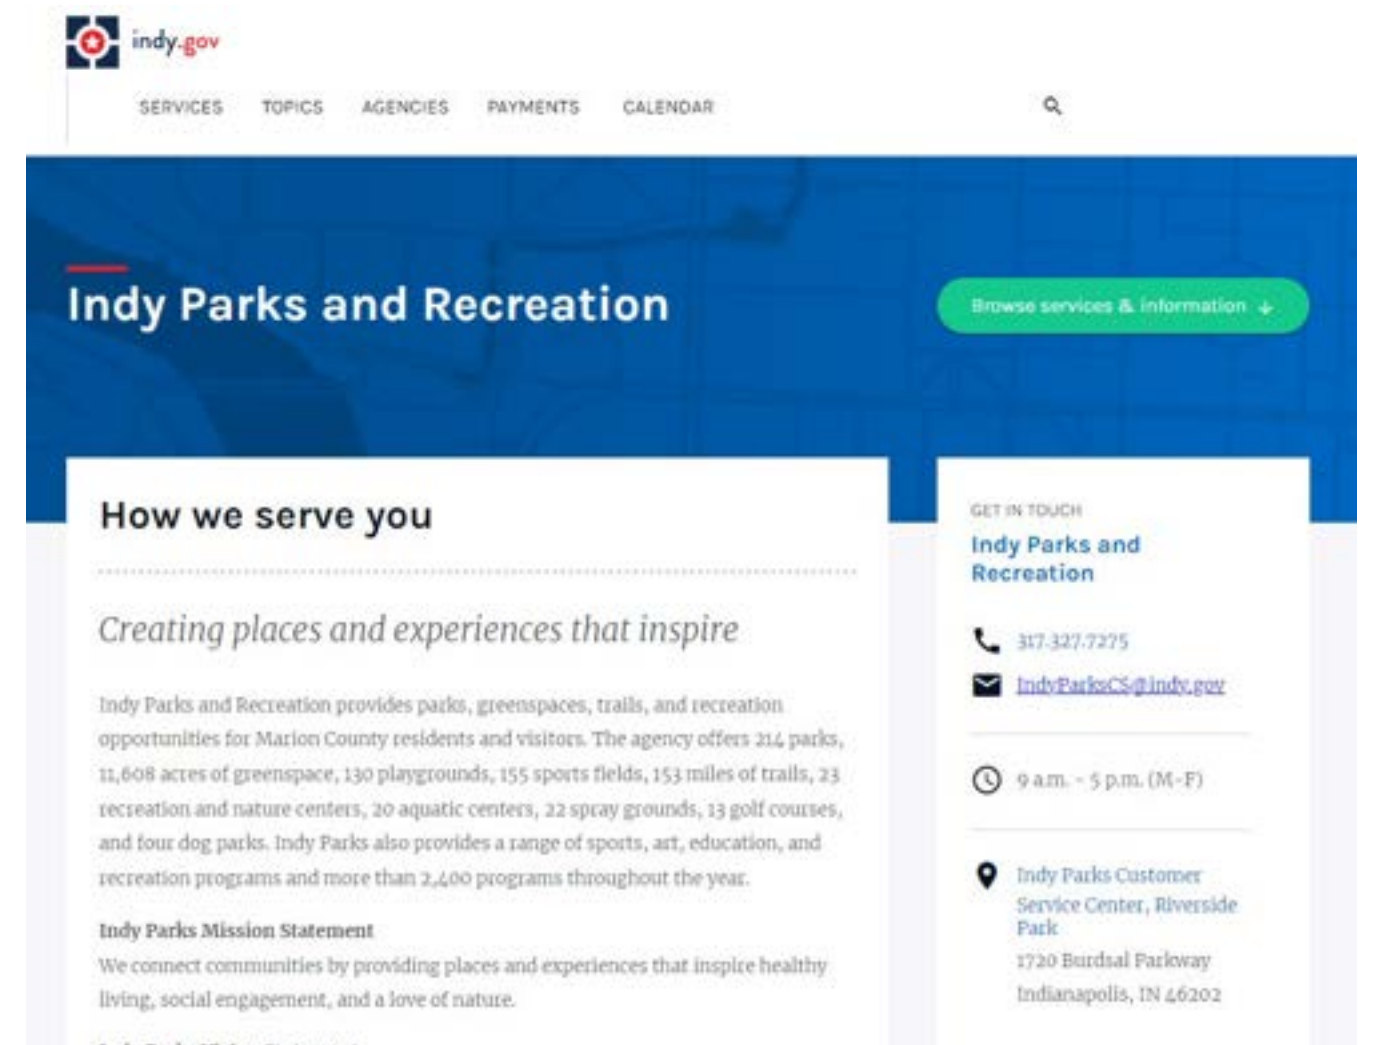 indy.gov
SERVICES TOPICS AGENCIES PAYMENTS CALENDAR
Indy Parks and Recreation
Browse services & information ↓
How we serve you
Creating places and experiences that inspire
Indy Parks and Recreation provides parks, greenspaces, trails, and recreation
opportunities for Marion County residents and visitors. The agency offers 214 parks,
11,608 acres of greenspace, 130 playgrounds, 155 sports fields, 153 miles of trails, 23
recreation and nature centers, 20 aquatic centers, 22 spray grounds, 13 golf courses,
and four dog parks. Indy Parks also provides a range of sports, art, education, and
recreation programs and more than 2,400 programs throughout the year.
Indy Parks Mission Statement
We connect communities by providing places and experiences that inspire healthy
living, social engagement, and a love of nature.
GET IN TOUCH
Indy Parks and
Recreation
317.327.7275
IndyParksCS@indy.gov
9 a.m. - 5 p.m. (M-F)
Indy Parks Customer
Service Center, Riverside
Park
1720 Burdsal Parkway
Indianapolis, IN 46202